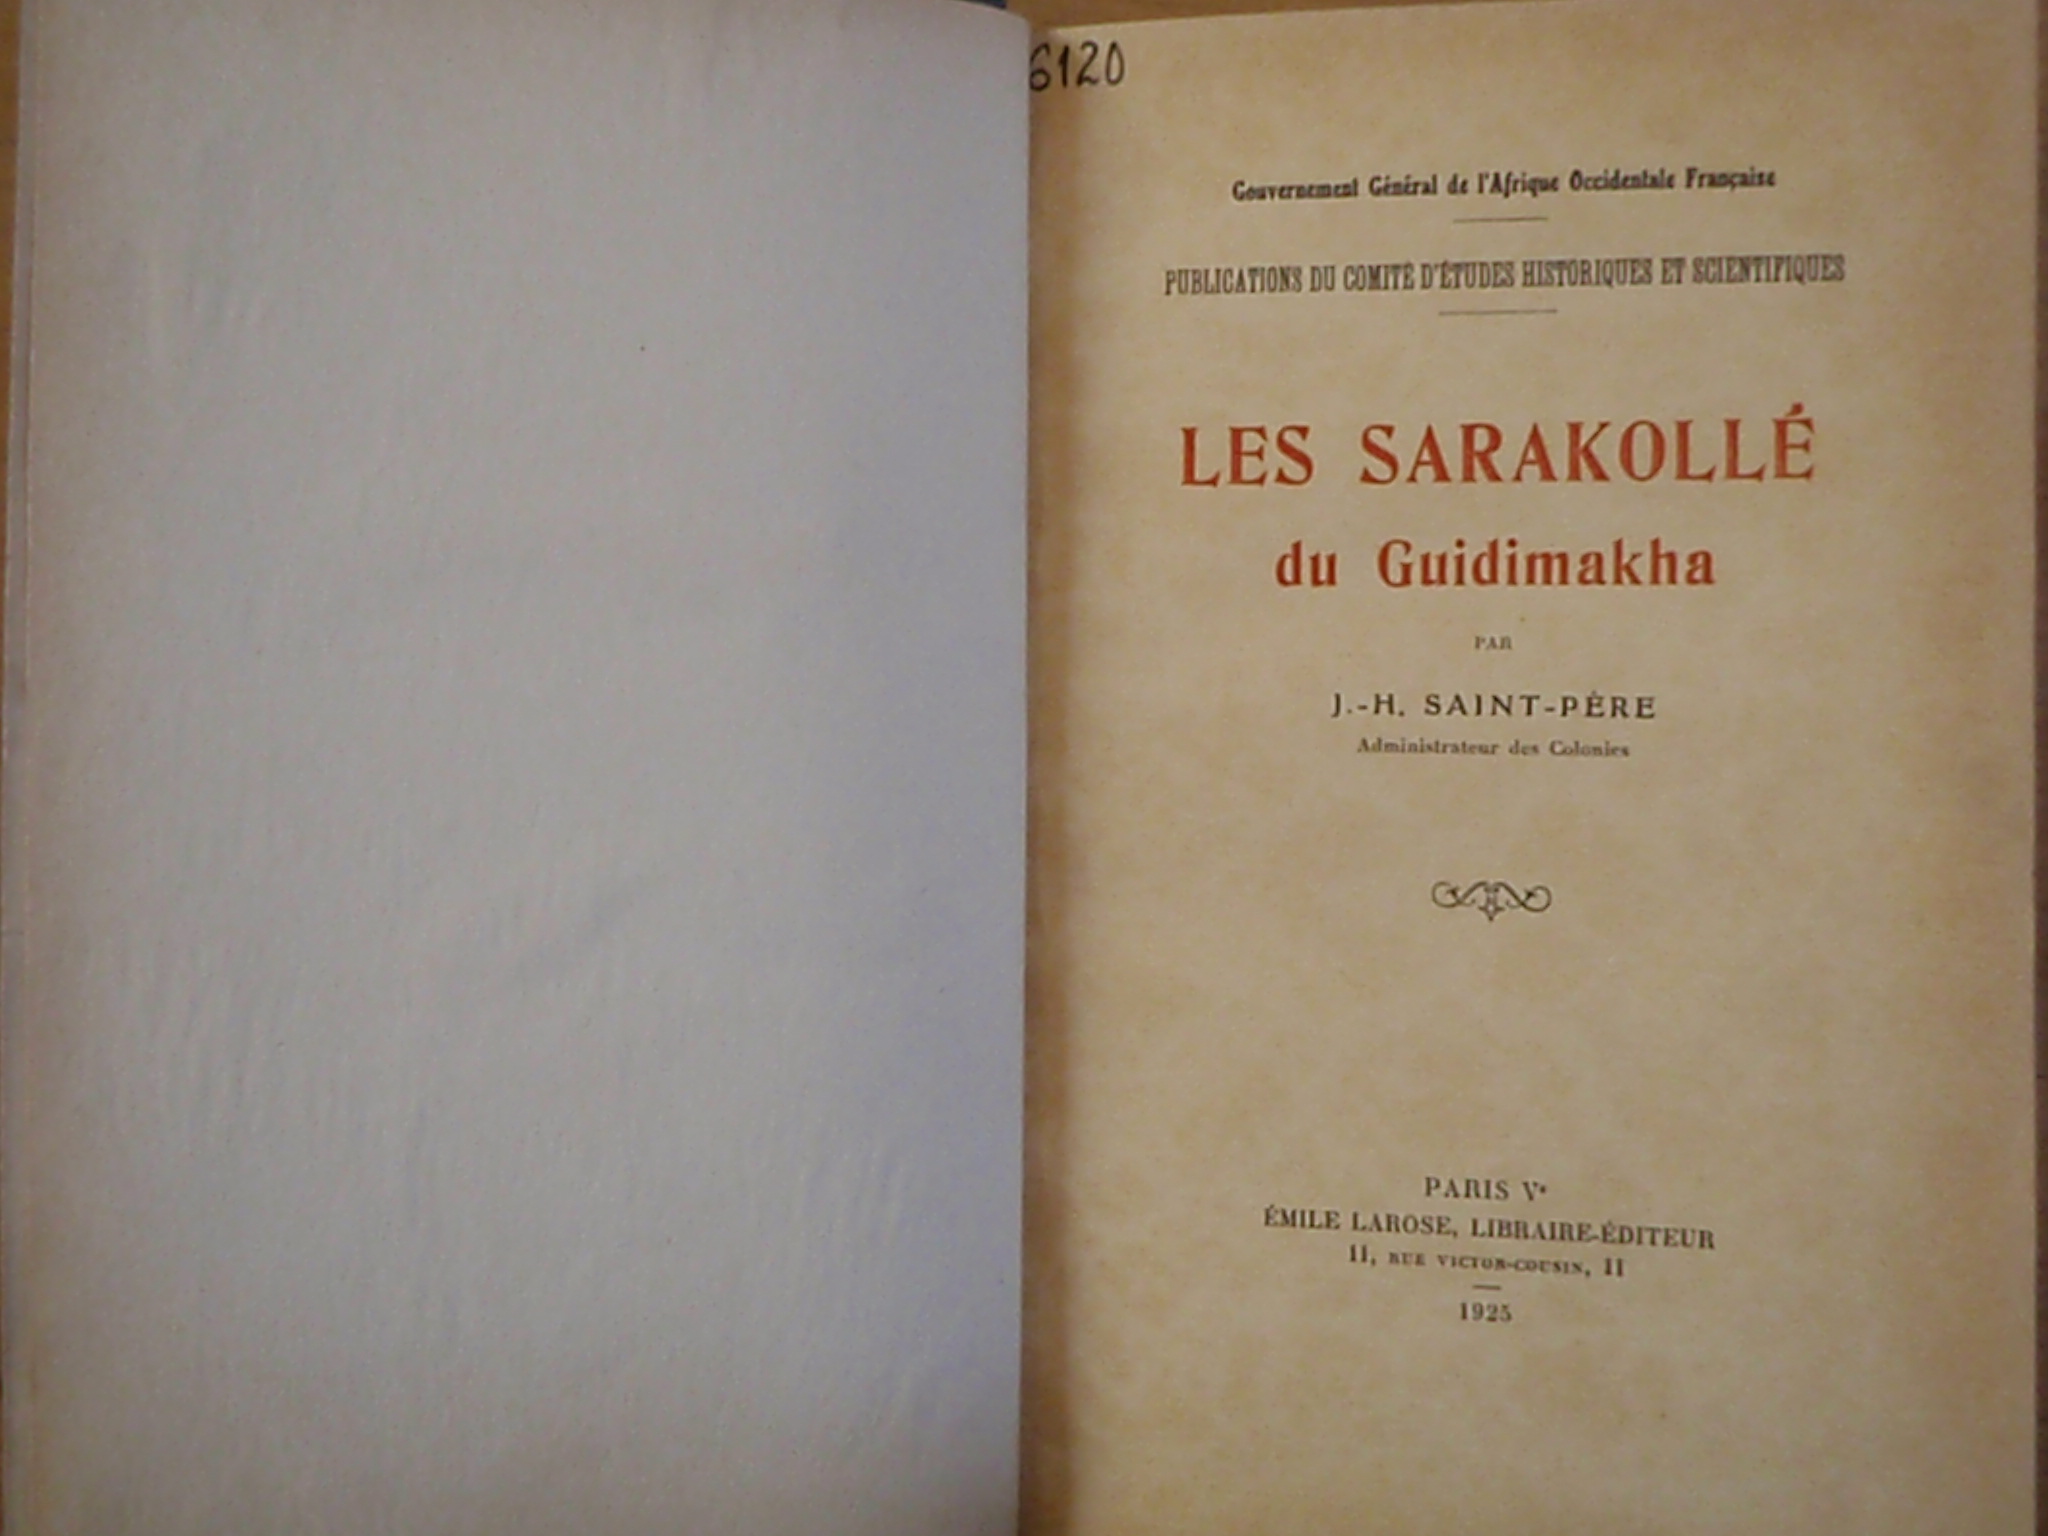 6120
Gouvernement Général de l'Afrique Occidentale Française
PUBLICATIONS DU COMITÉ D'ÉTUDES HISTORIQUES ET SCIENTIFIQUES
LES SARAKOLLÉ
du Guidimakha
PAR
J.-H. SAINT-PÈRE
Administrateur des Colonies
PARIS Vᵉ
ÉMILE LAROSE, LIBRAIRE-ÉDITEUR
11, RUE VICTOR-COUSIN, 11
1925